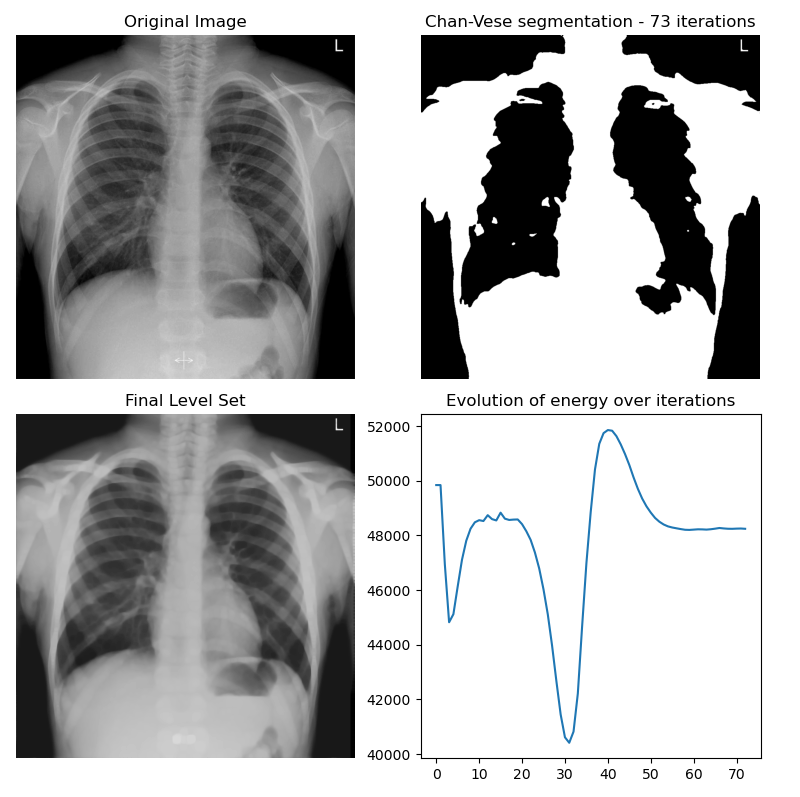 Original Image
L
Chan-Vese segmentation - 73 iterations
L
Final Level Set
L
Evolution of energy over iterations
52000
50000
48000
46000
44000
42000
40000
0 10 20 30 40 50 60 70